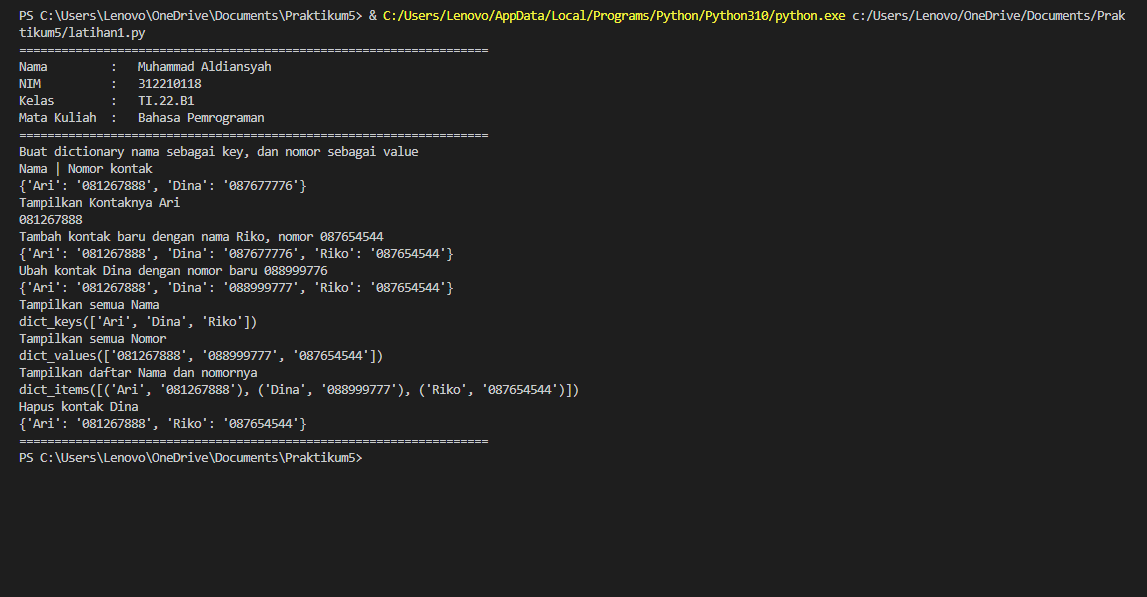 PS C:\Users\Lenovo\OneDrive\Documents\Praktikum5> & C:/Users/Lenovo/AppData/Local/Programs/Python/Python310/python.exe c:/Users/Lenovo/OneDrive/Documents/Prak
tikum5/latihan1.py
===================================================================
Nama         :   Muhammad Aldiansyah
NIM          :   312210118
Kelas        :   TI.22.B1
Mata Kuliah  :   Bahasa Pemrograman
===================================================================
Buat dictionary nama sebagai key, dan nomor sebagai value
Nama | Nomor kontak
{'Ari': '081267888', 'Dina': '087677776'}
Tampilkan Kontaknya Ari
081267888
Tambah kontak baru dengan nama Riko, nomor 087654544
{'Ari': '081267888', 'Dina': '087677776', 'Riko': '087654544'}
Ubah kontak Dina dengan nomor baru 088999776
{'Ari': '081267888', 'Dina': '088999777', 'Riko': '087654544'}
Tampilkan semua Nama
dict_keys(['Ari', 'Dina', 'Riko'])
Tampilkan semua Nomor
dict_values(['081267888', '088999777', '087654544'])
Tampilkan daftar Nama dan nomornya
dict_items([('Ari', '081267888'), ('Dina', '088999777'), ('Riko', '087654544')])
Hapus kontak Dina
{'Ari': '081267888', 'Riko': '087654544'}
===================================================================
PS C:\Users\Lenovo\OneDrive\Documents\Praktikum5>